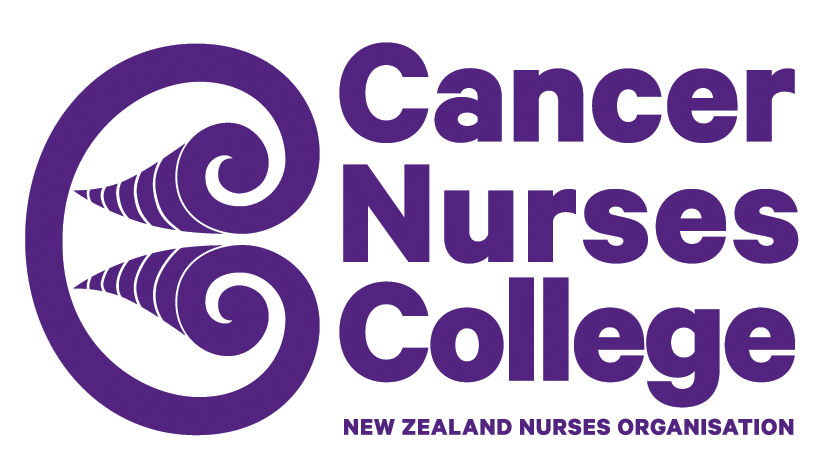 Cancer
Nurses
College
NEW ZEALAND NURSES ORGANISATION